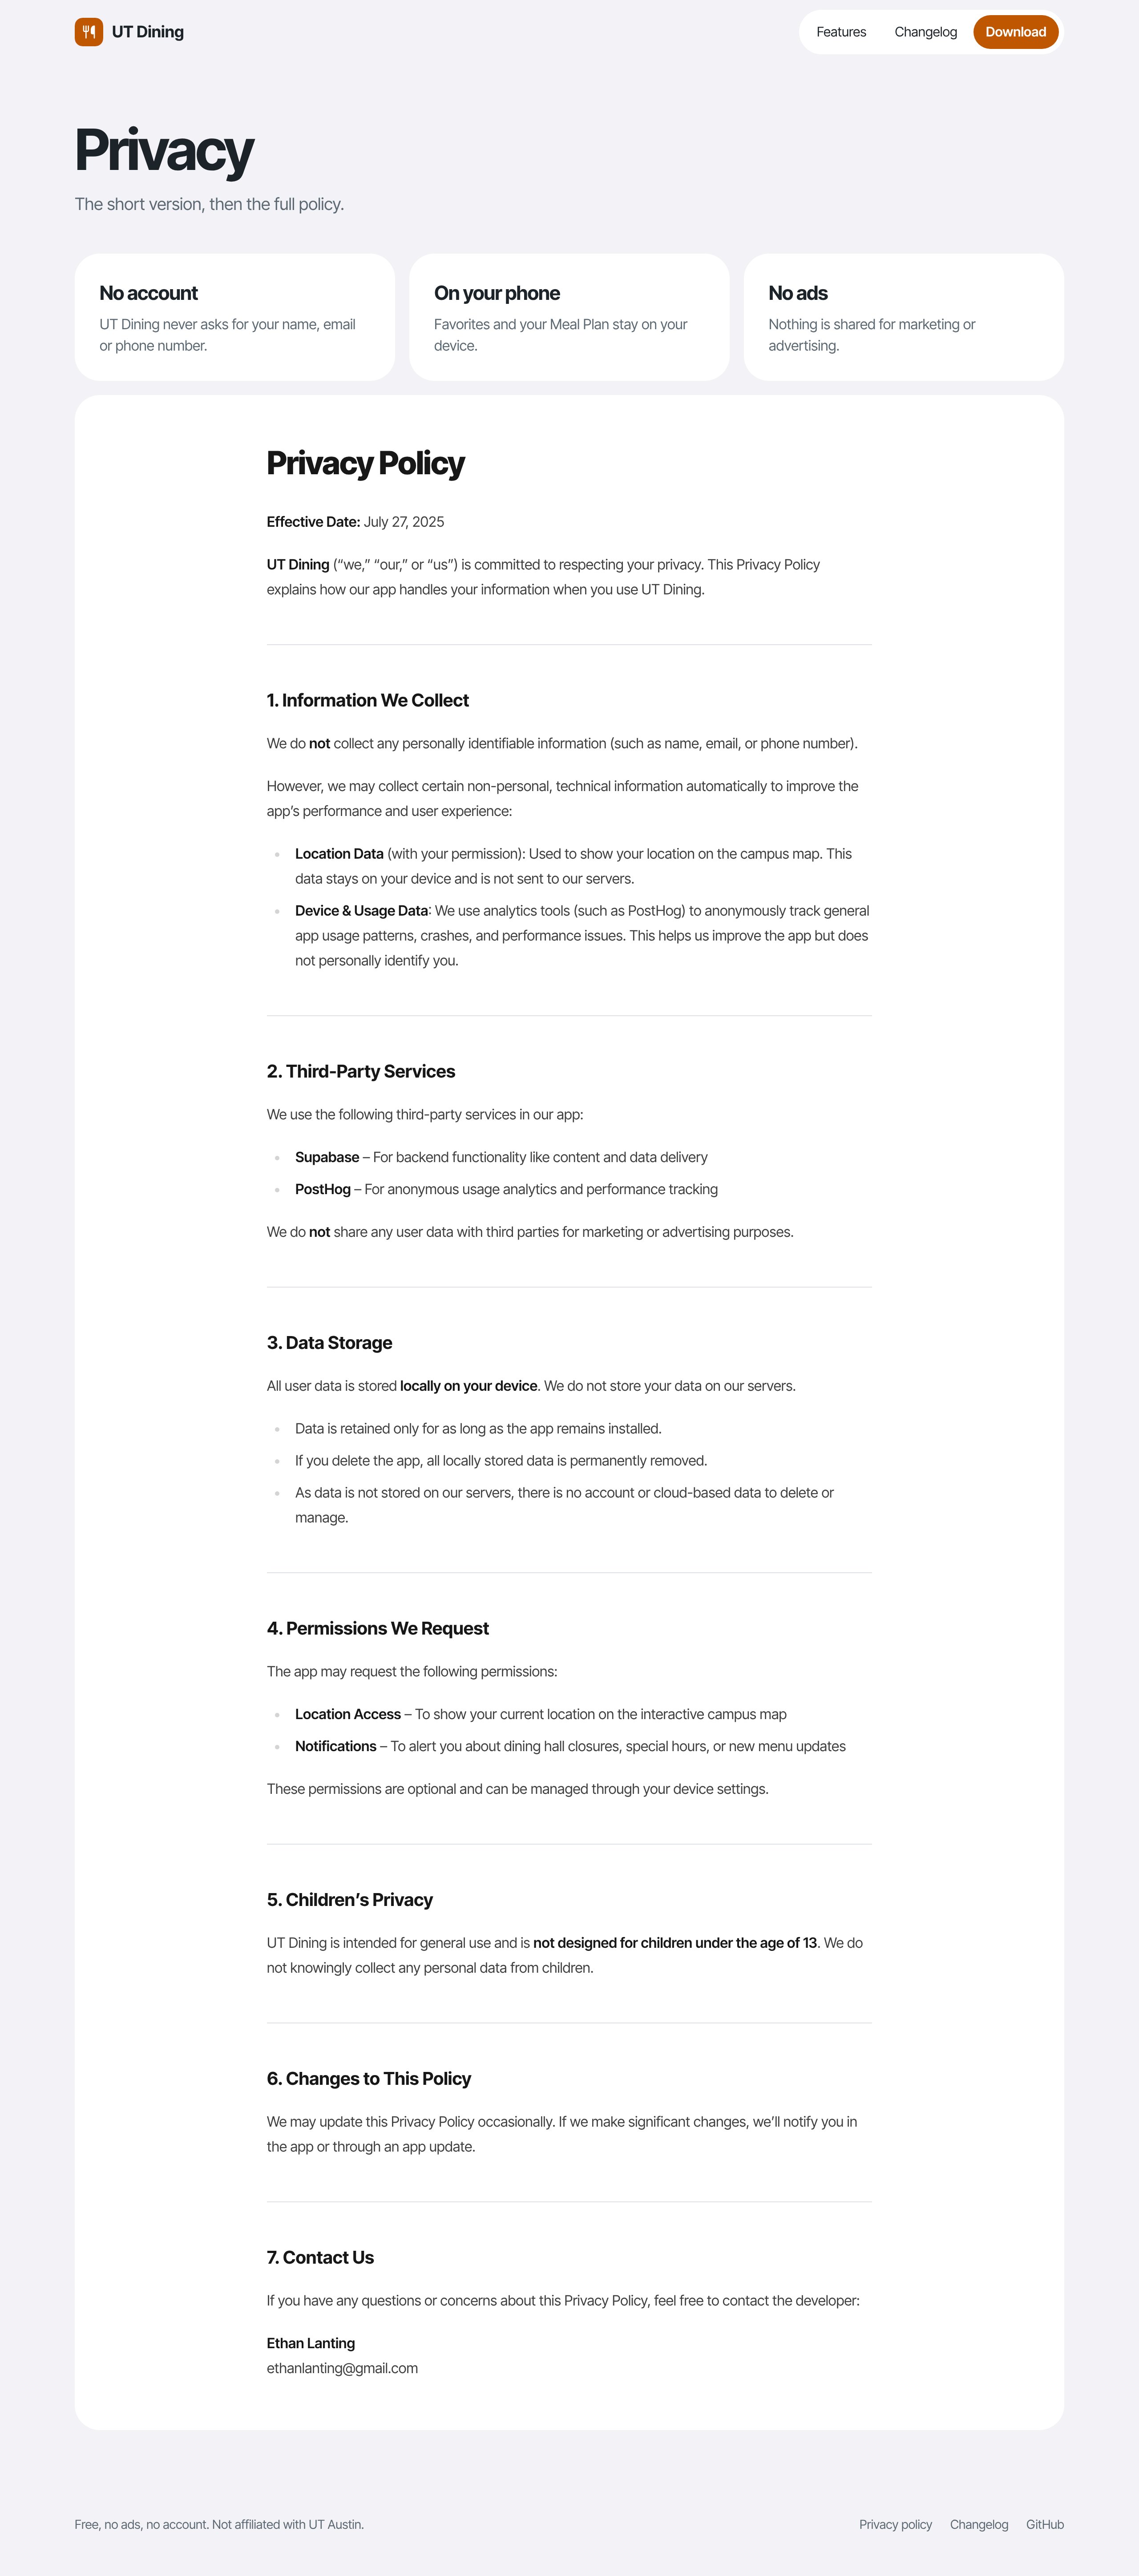 UT Dining
Features Changelog Download
Privacy
The short version, then the full policy.
No account
UT Dining never asks for your name, email
or phone number.
On your phone
Favorites and your Meal Plan stay on your
device.
No ads
Nothing is shared for marketing or
advertising.
Privacy Policy
Effective Date: July 27, 2025
UT Dining (“we,” “our,” or “us”) is committed to respecting your privacy. This Privacy Policy
explains how our app handles your information when you use UT Dining.
1. Information We Collect
We do not collect any personally identifiable information (such as name, email, or phone number).
However, we may collect certain non-personal, technical information automatically to improve the
app’s performance and user experience:
• Location Data (with your permission): Used to show your location on the campus map. This
data stays on your device and is not sent to our servers.
• Device & Usage Data: We use analytics tools (such as PostHog) to anonymously track general
app usage patterns, crashes, and performance issues. This helps us improve the app but does
not personally identify you.
2. Third-Party Services
We use the following third-party services in our app:
• Supabase – For backend functionality like content and data delivery
• PostHog – For anonymous usage analytics and performance tracking
We do not share any user data with third parties for marketing or advertising purposes.
3. Data Storage
All user data is stored locally on your device. We do not store your data on our servers.
• Data is retained only for as long as the app remains installed.
• If you delete the app, all locally stored data is permanently removed.
• As data is not stored on our servers, there is no account or cloud-based data to delete or
manage.
4. Permissions We Request
The app may request the following permissions:
• Location Access – To show your current location on the interactive campus map
• Notifications – To alert you about dining hall closures, special hours, or new menu updates
These permissions are optional and can be managed through your device settings.
5. Children’s Privacy
UT Dining is intended for general use and is not designed for children under the age of 13. We do
not knowingly collect any personal data from children.
6. Changes to This Policy
We may update this Privacy Policy occasionally. If we make significant changes, we’ll notify you in
the app or through an app update.
7. Contact Us
If you have any questions or concerns about this Privacy Policy, feel free to contact the developer:
Ethan Lanting
ethanlanting@gmail.com
Free, no ads, no account. Not affiliated with UT Austin.
Privacy policy Changelog GitHub